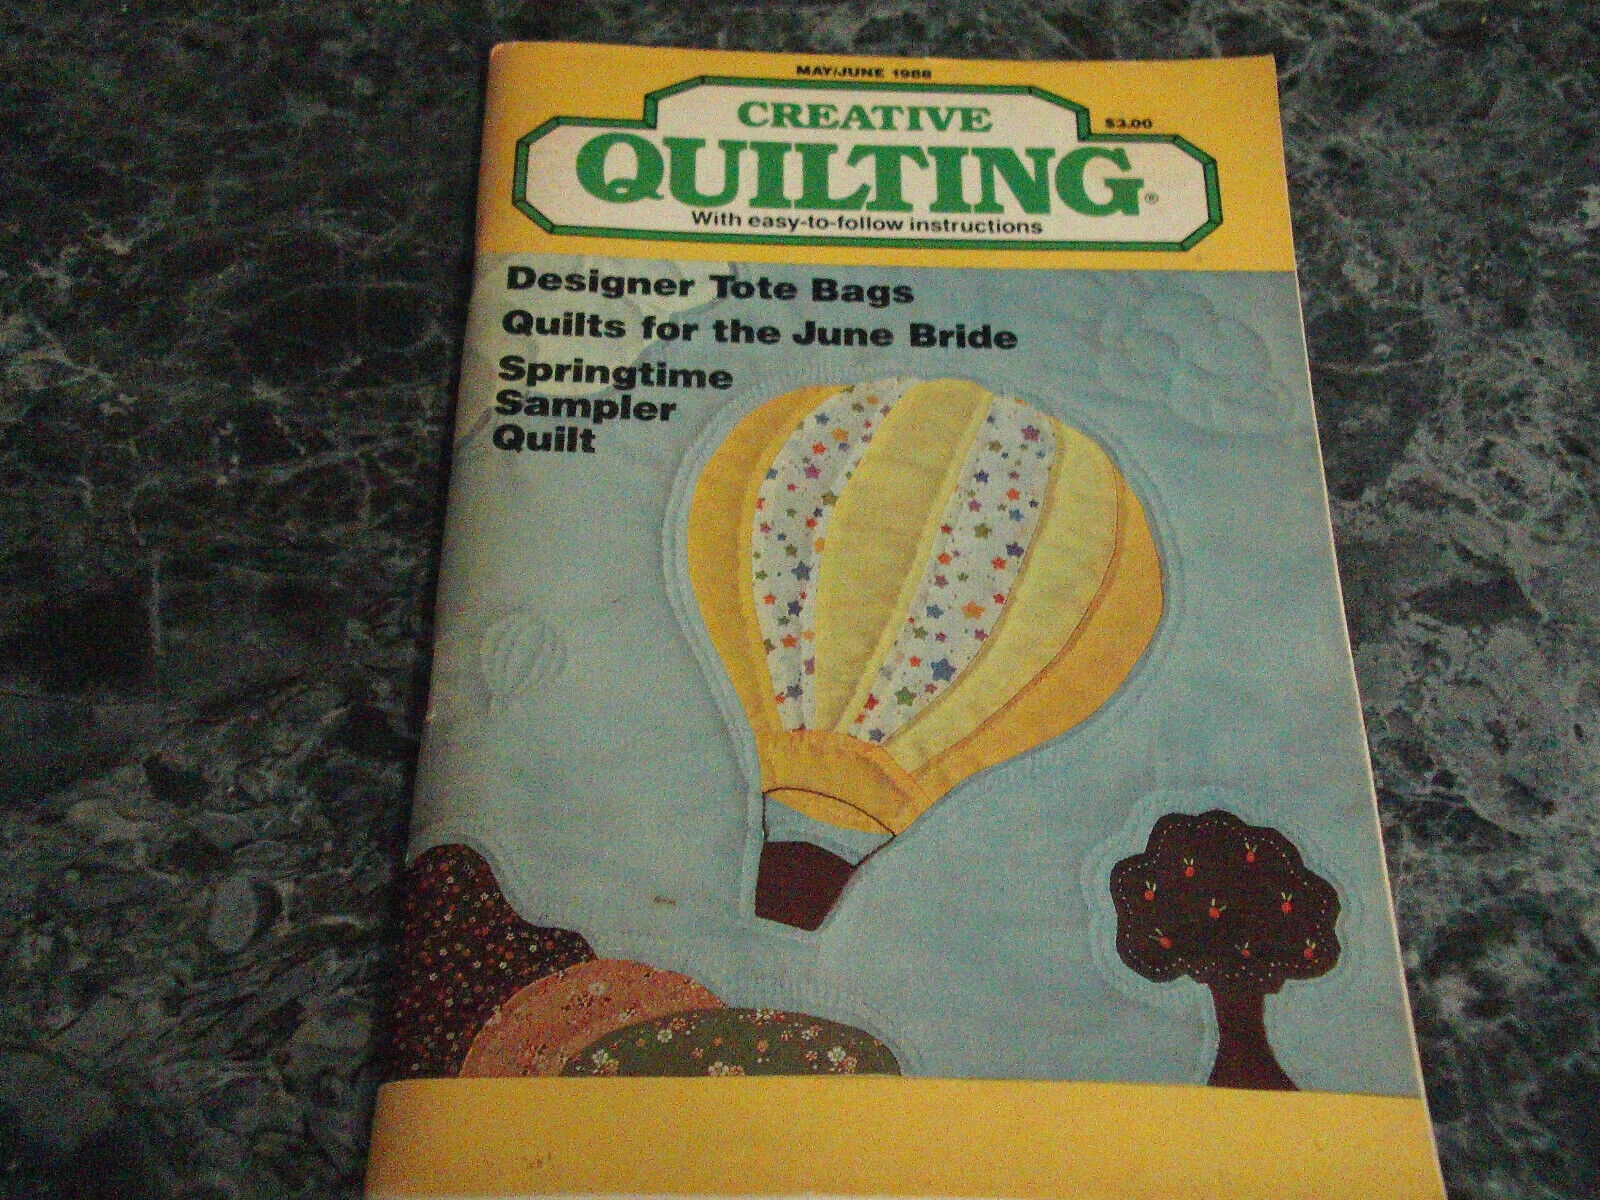 MAY/JUNE 1988
CREATIVE
$3.00
QUILTING®
With easy-to-follow instructions
Designer Tote Bags
Quilts for the June Bride
Springtime
Sampler
Quilt